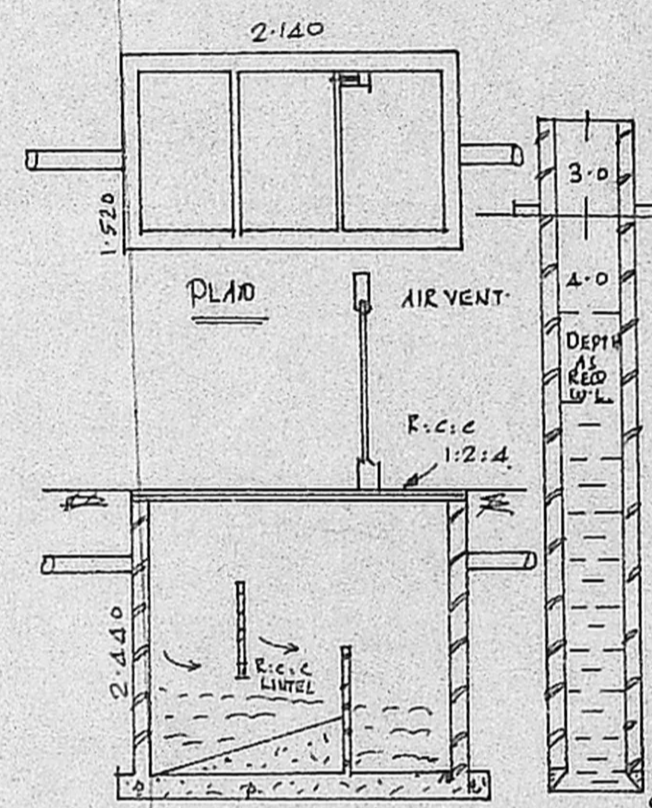 2.140
1.520
PLAN
AIR VENT.
R.C.C
1:2:4.
2.440
R.C.C
LINTEL
3.0
4.0
DEPTH
AS
REQ
W.L.